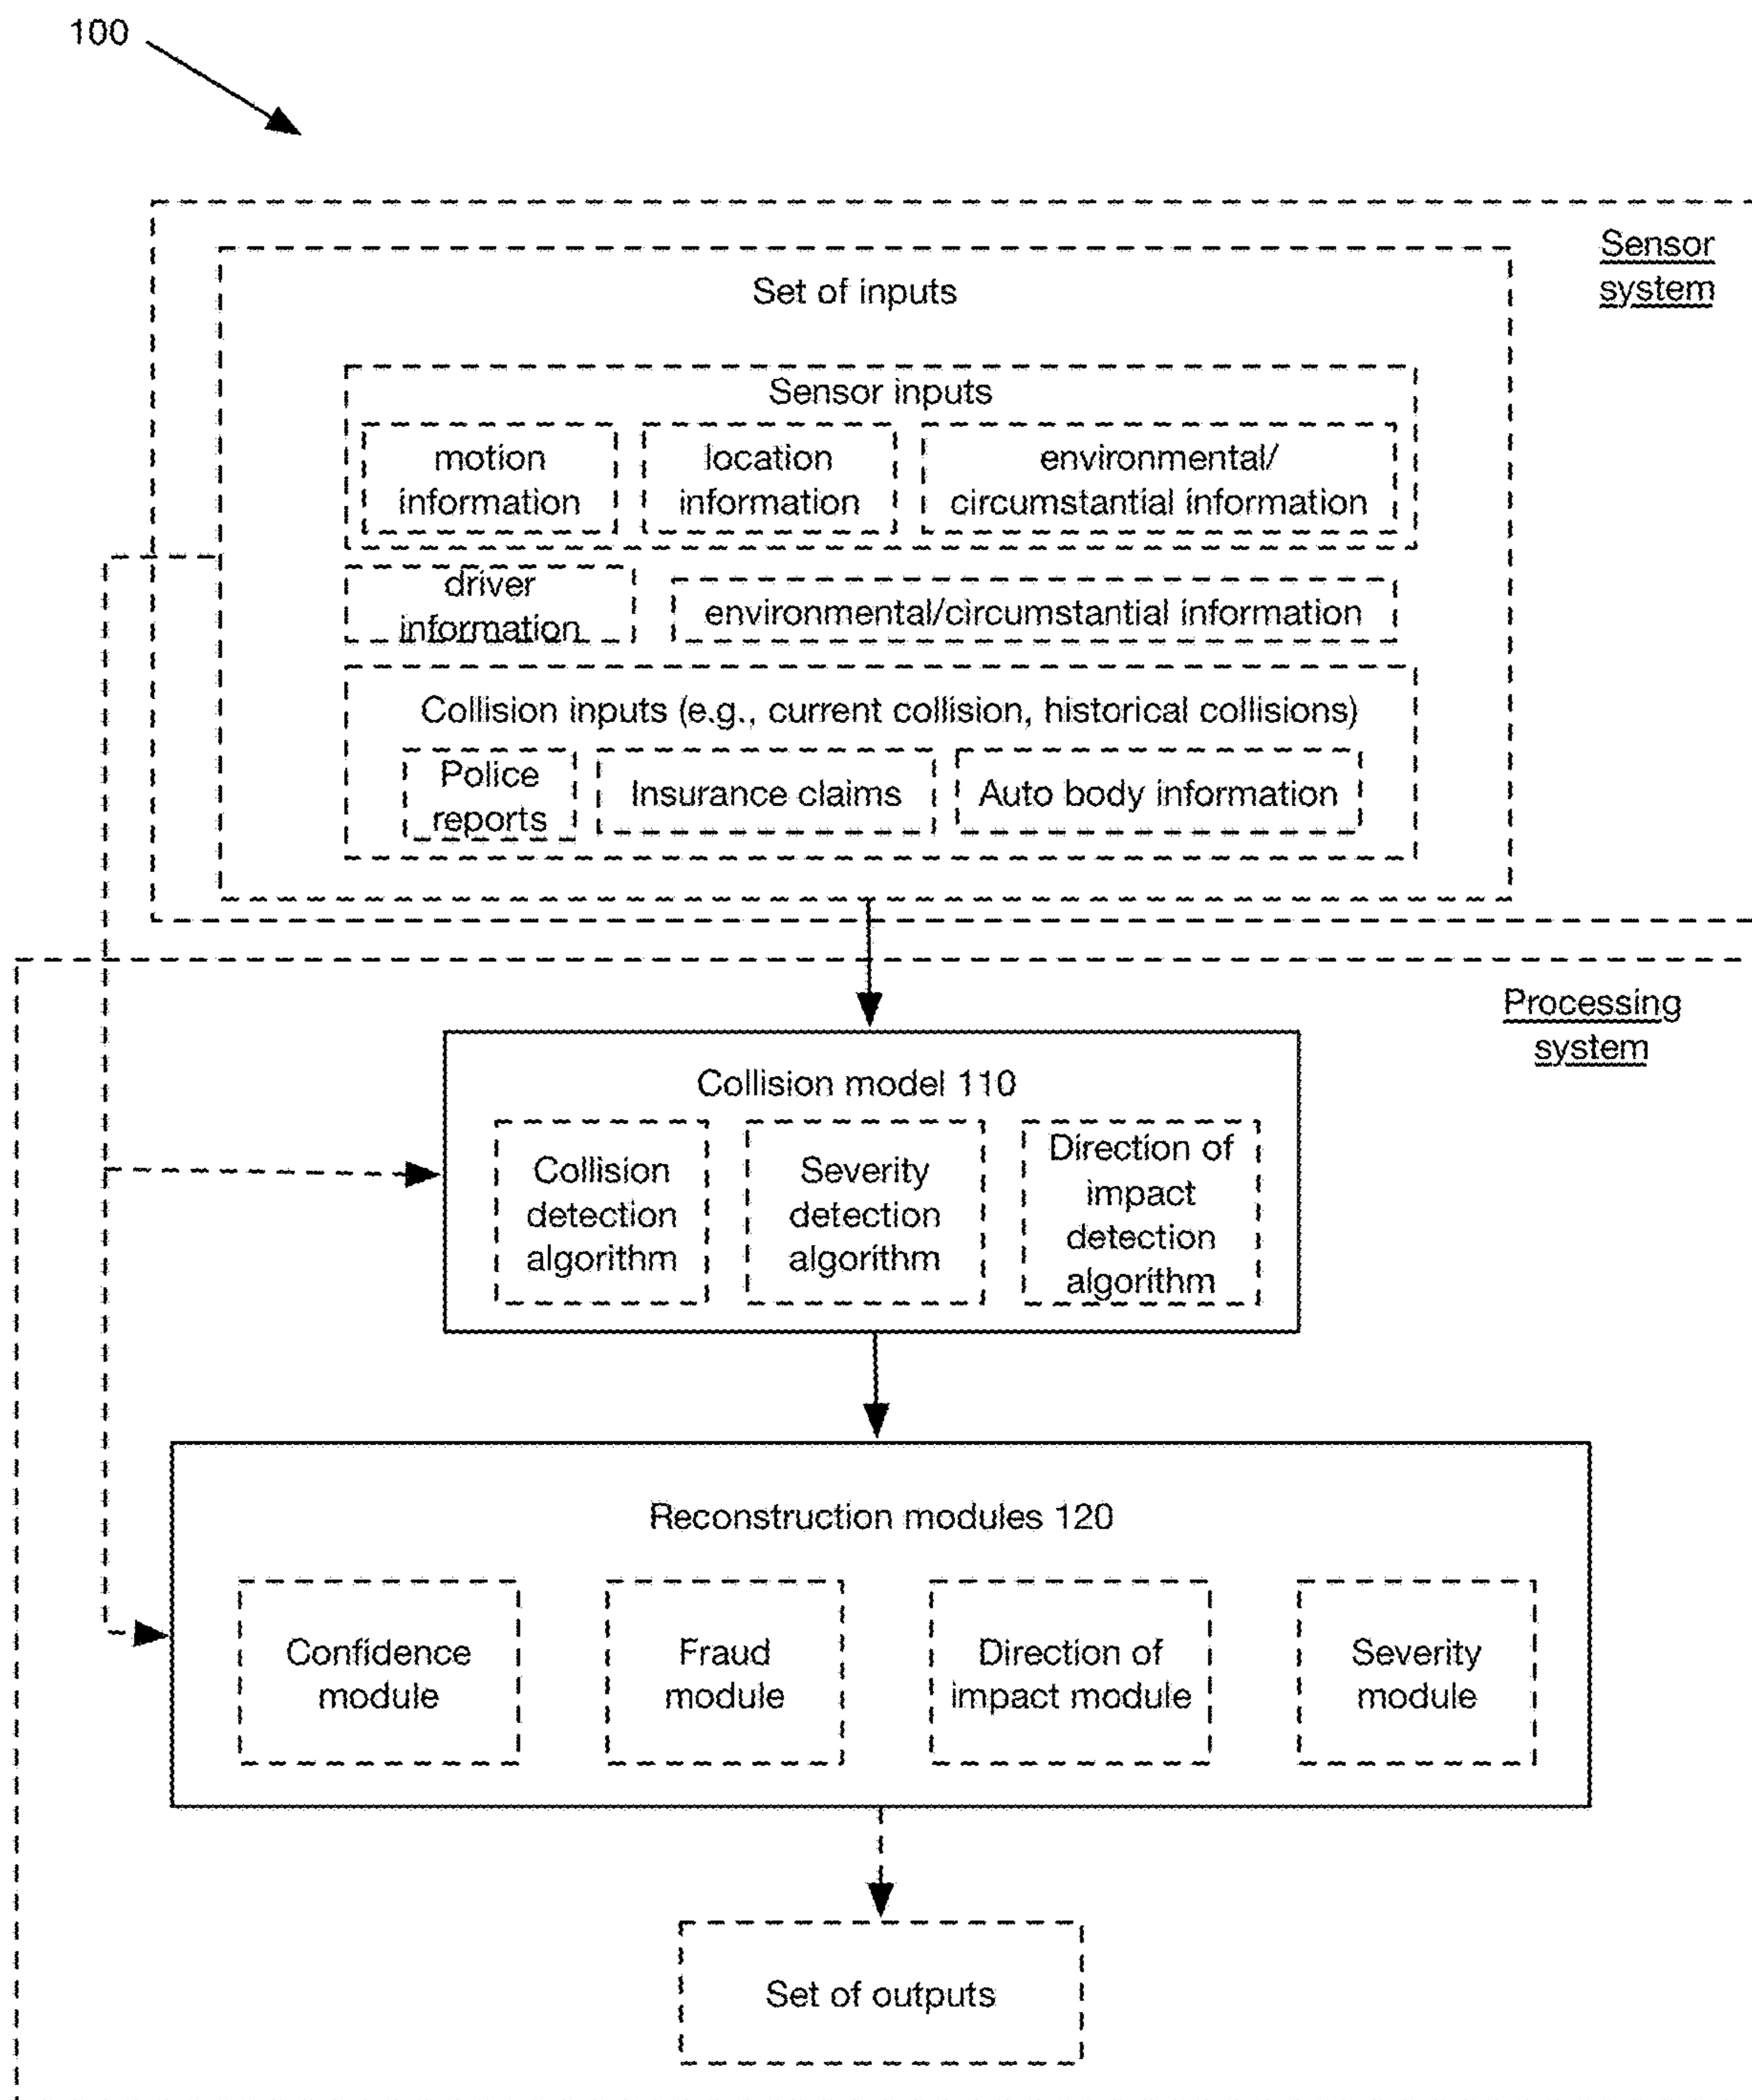 100
Sensor
system
Set of inputs
Sensor inputs
motion
information
location
information
environmental/
circumstantial information
driver
information
environmental/circumstantial information
Collision inputs (e.g., current collision, historical collisions)
Police
reports
Insurance claims
Auto body information
Processing
system
Collision model 110
Collision
detection
algorithm
Severity
detection
algorithm
Direction of
impact
detection
algorithm
Reconstruction modules 120
Confidence
module
Fraud
module
Direction of
impact module
Severity
module
Set of outputs